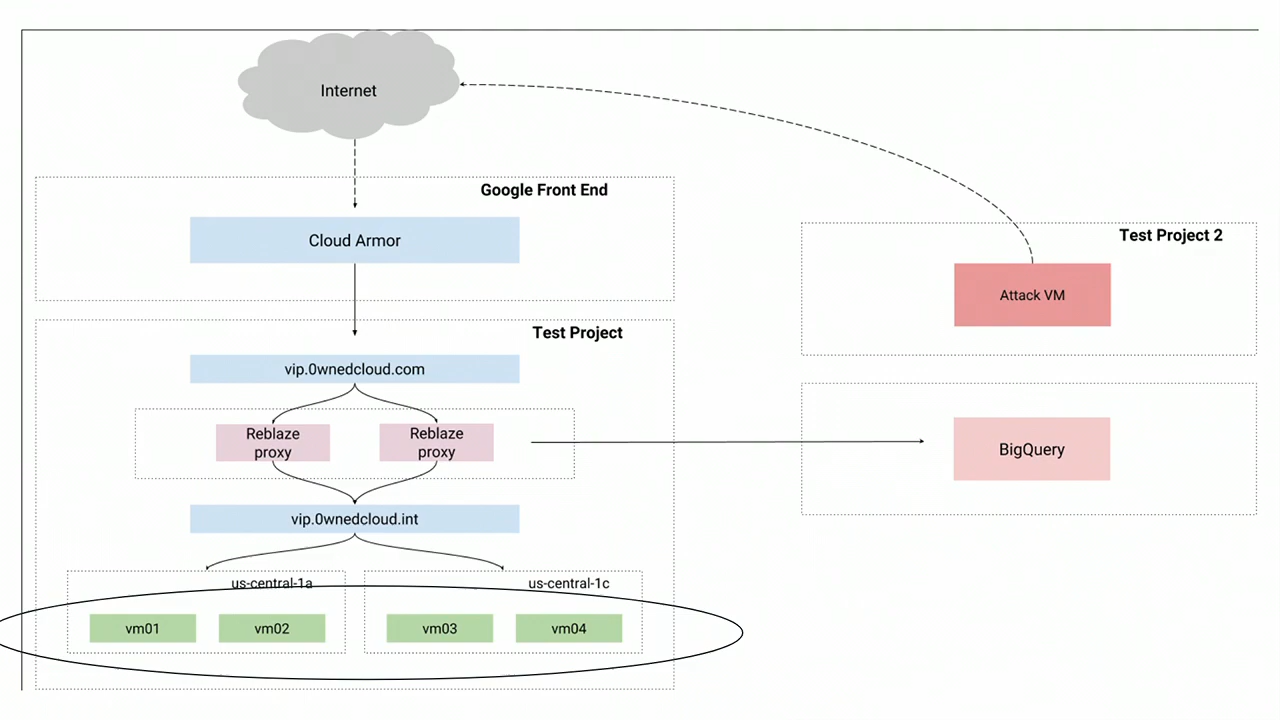 Internet
Google Front End
Cloud Armor
Test Project 2
Attack VM
Test Project
vip.0wnedcloud.com
Reblaze
proxy
Reblaze
proxy
BigQuery
vip.0wnedcloud.int
us-central-1a
us-central-1c
vm01
vm02
vm03
vm04